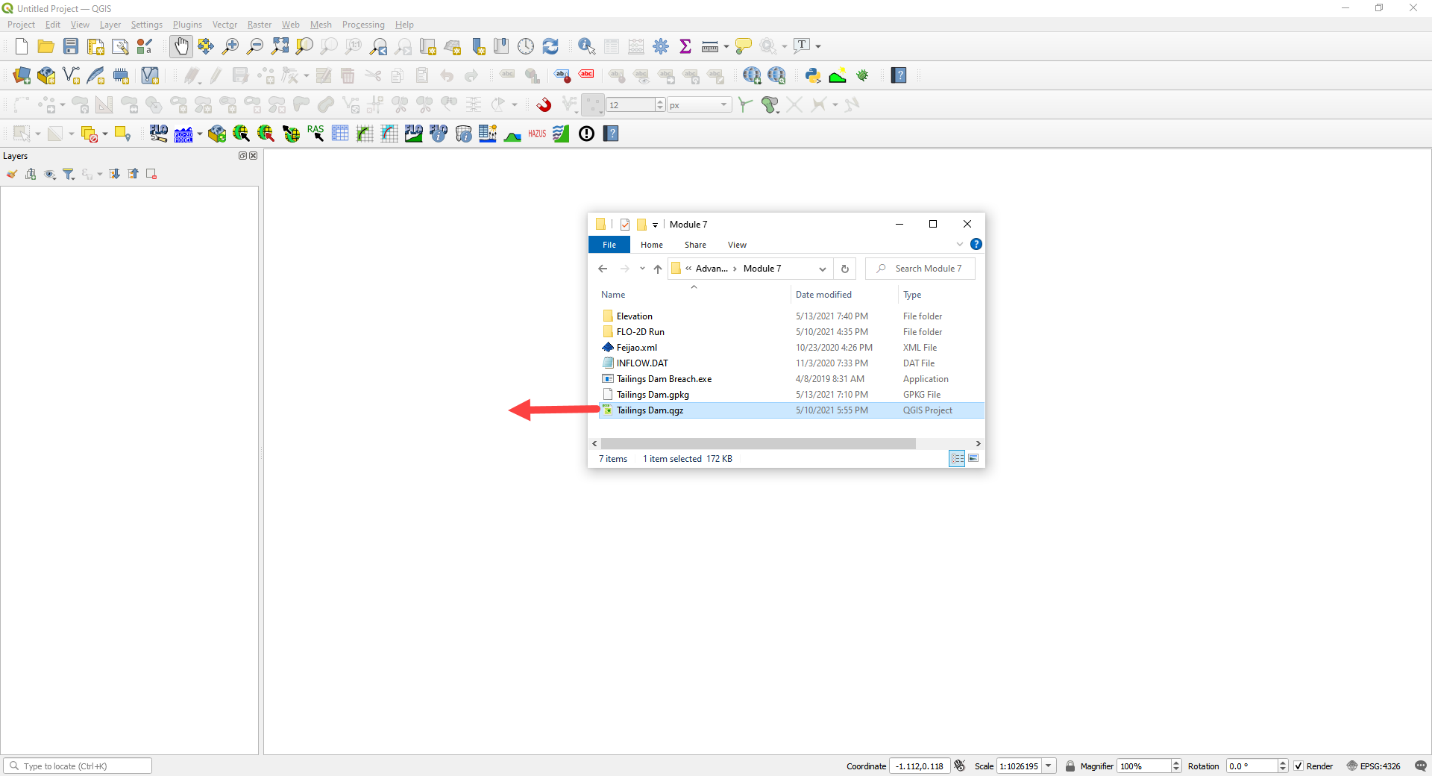 Untitled Project — QGIS
Project Edit View Layer Settings Plugins Vector Raster Web Mesh Processing Help
12 px
RAS HAZUS
Layers
Module 7
File Home Share View
« Advan... › Module 7 Search Module 7
Name Date modified Type
Elevation 5/13/2021 7:40 PM File folder
FLO-2D Run 5/10/2021 4:35 PM File folder
Feijao.xml 10/23/2020 4:26 PM XML File
INFLOW.DAT 11/3/2020 7:33 PM DAT File
Tailings Dam Breach.exe 4/8/2019 8:31 AM Application
Tailings Dam.gpkg 5/13/2021 7:10 PM GPKG File
Tailings Dam.qgz 5/10/2021 5:55 PM QGIS Project
7 items 1 item selected 172 KB
Type to locate (Ctrl+K) Coordinate -1.112,0.118 Scale 1:1026195 Magnifier 100% Rotation 0.0 ° Render EPSG:4326